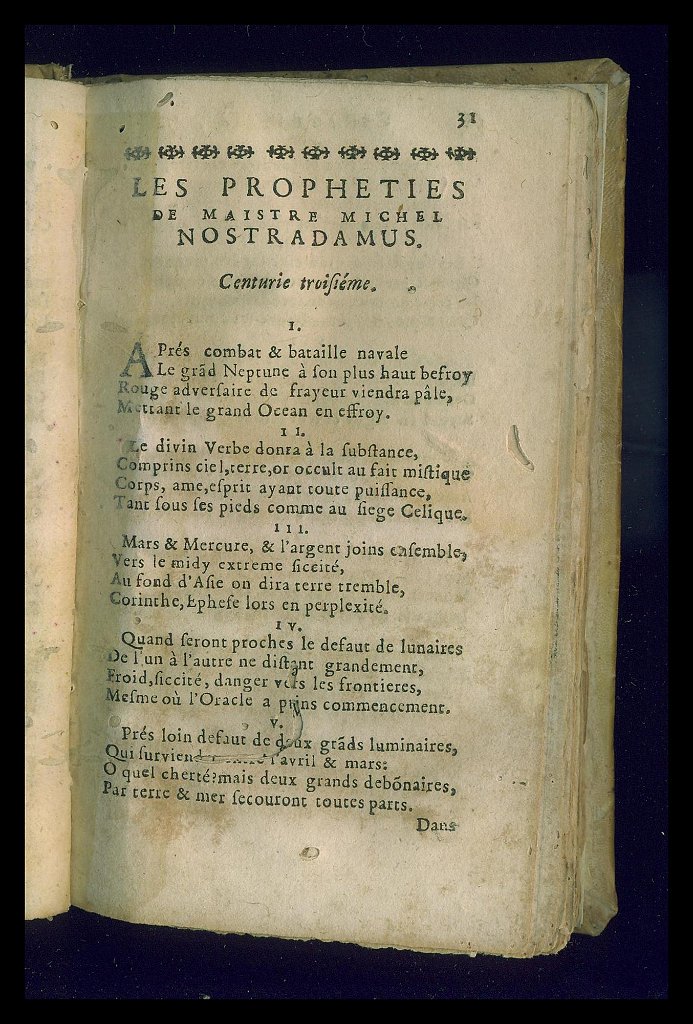 31
LES PROPHETIES
DE MAISTRE MICHEL
NOSTRADAMUS.
Centurie troiſiéme.
I.
APrés combat & bataille navale
Le grãd Neptune à ſon plus haut befroy
Rouge adverſaire de frayeur viendra pâle,
Mettant le grand Ocean en effroy.
II.
Le divin Verbe donra à la ſubſtance,
Comprins ciel, terre, or occult au fait miſtique
Corps, ame, eſprit ayant toute puiſſance,
Tant ſous ſes pieds comme au ſiege Celique.
III.
Mars & Mercure, & l'argent joins enſemble,
Vers le midy extreme ſiccité,
Au fond d'Aſie on dira terre tremble,
Corinthe, Epheſe lors en perplexité.
IV.
Quand ſeront proches le defaut de lunaires
De l'un à l'autre ne diſtant grandement,
Froid, ſiccité, danger vers les frontieres,
Meſme où l'Oracle a prins commencement.
V.
Prés loin defaut de deux grãds luminaires,
Qui ſurviendra l'avril & mars:
O quel cherté? mais deux grands debõnaires,
Par terre & mer ſecouront toutes parts.
Dans